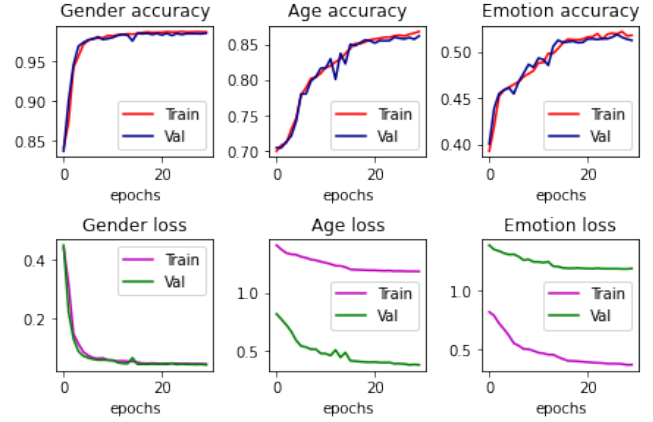 Gender accuracy
Age accuracy
Emotion accuracy
0.95
0.90
0.85
Train
Val
0
20
epochs
0.85
0.80
0.75
0.70
Train
Val
0
20
epochs
0.50
0.45
0.40
Train
Val
0
20
epochs
Gender loss
Age loss
Emotion loss
0.4
0.2
Train
Val
0
20
epochs
1.0
0.5
Train
Val
0
20
epochs
1.0
0.5
Train
Val
0
20
epochs